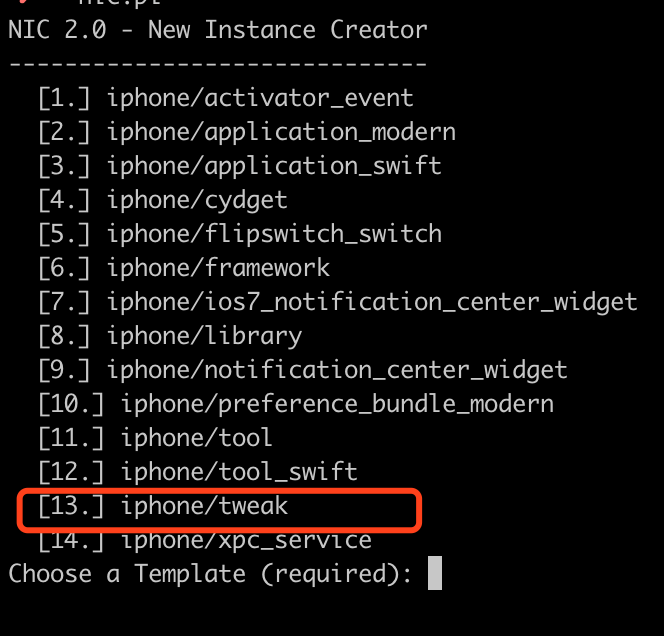 nic.pl
NIC 2.0 - New Instance Creator
------------------------------
[1.] iphone/activator_event
[2.] iphone/application_modern
[3.] iphone/application_swift
[4.] iphone/cydget
[5.] iphone/flipswitch_switch
[6.] iphone/framework
[7.] iphone/ios7_notification_center_widget
[8.] iphone/library
[9.] iphone/notification_center_widget
[10.] iphone/preference_bundle_modern
[11.] iphone/tool
[12.] iphone/tool_swift
[13.] iphone/tweak
[14.] iphone/xpc_service
Choose a Template (required):